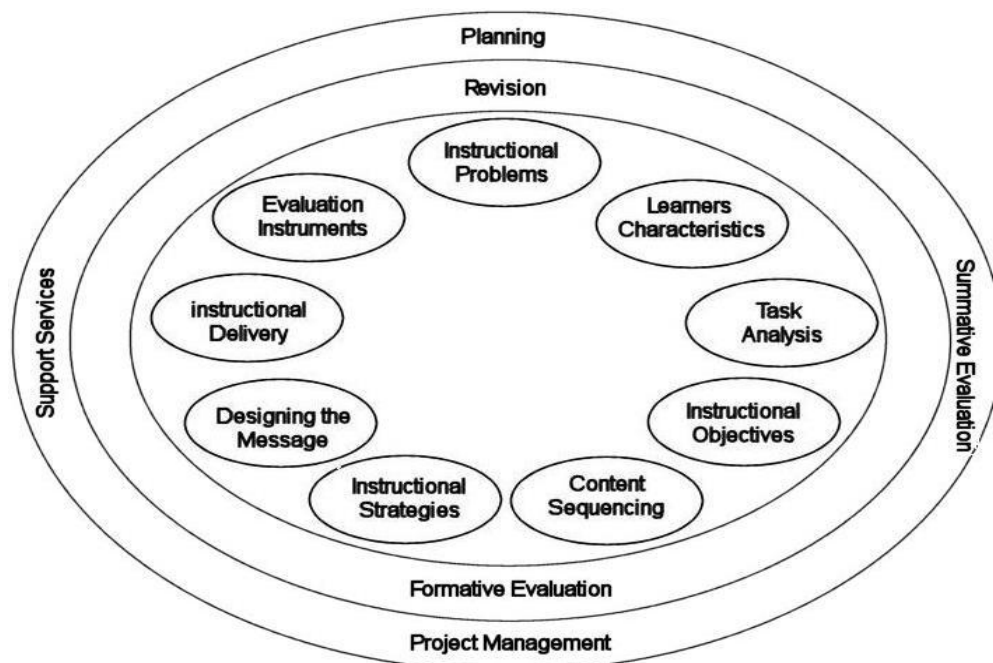 Planning
Revision
Instructional
Problems
Evaluation
Instruments
Learners
Characteristics
instructional
Delivery
Task
Analysis
Support Services
Summative Evaluation
Designing the
Message
Instructional
Objectives
Instructional
Strategies
Content
Sequencing
Formative Evaluation
Project Management